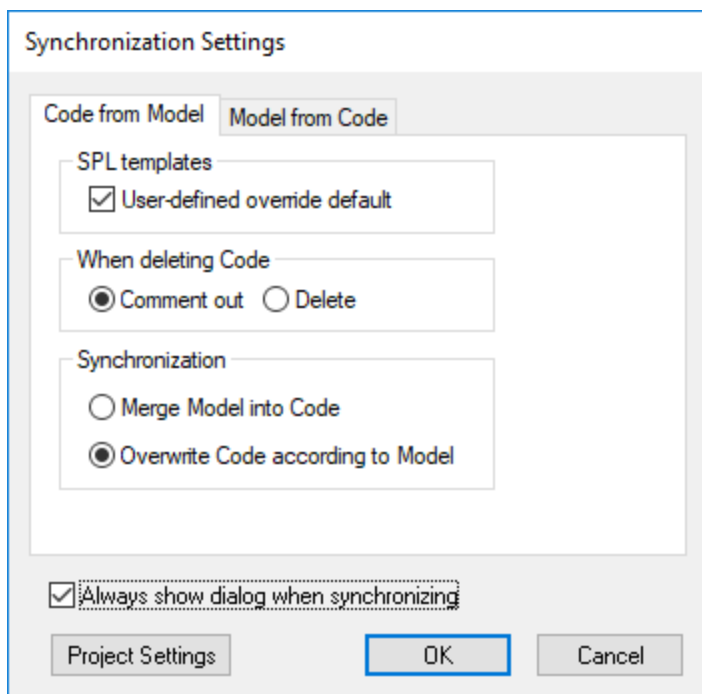 Synchronization Settings
Code from Model Model from Code
SPL templates
User-defined override default
When deleting Code
Comment out Delete
Synchronization
Merge Model into Code
Overwrite Code according to Model
Always show dialog when synchronizing
Project Settings OK Cancel